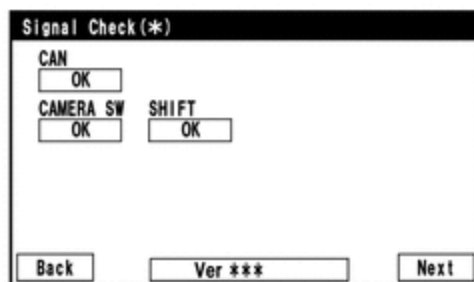 Signal Check(*)
CAN
OK
CAMERA SW SHIFT
OK OK
Back Ver *** Next